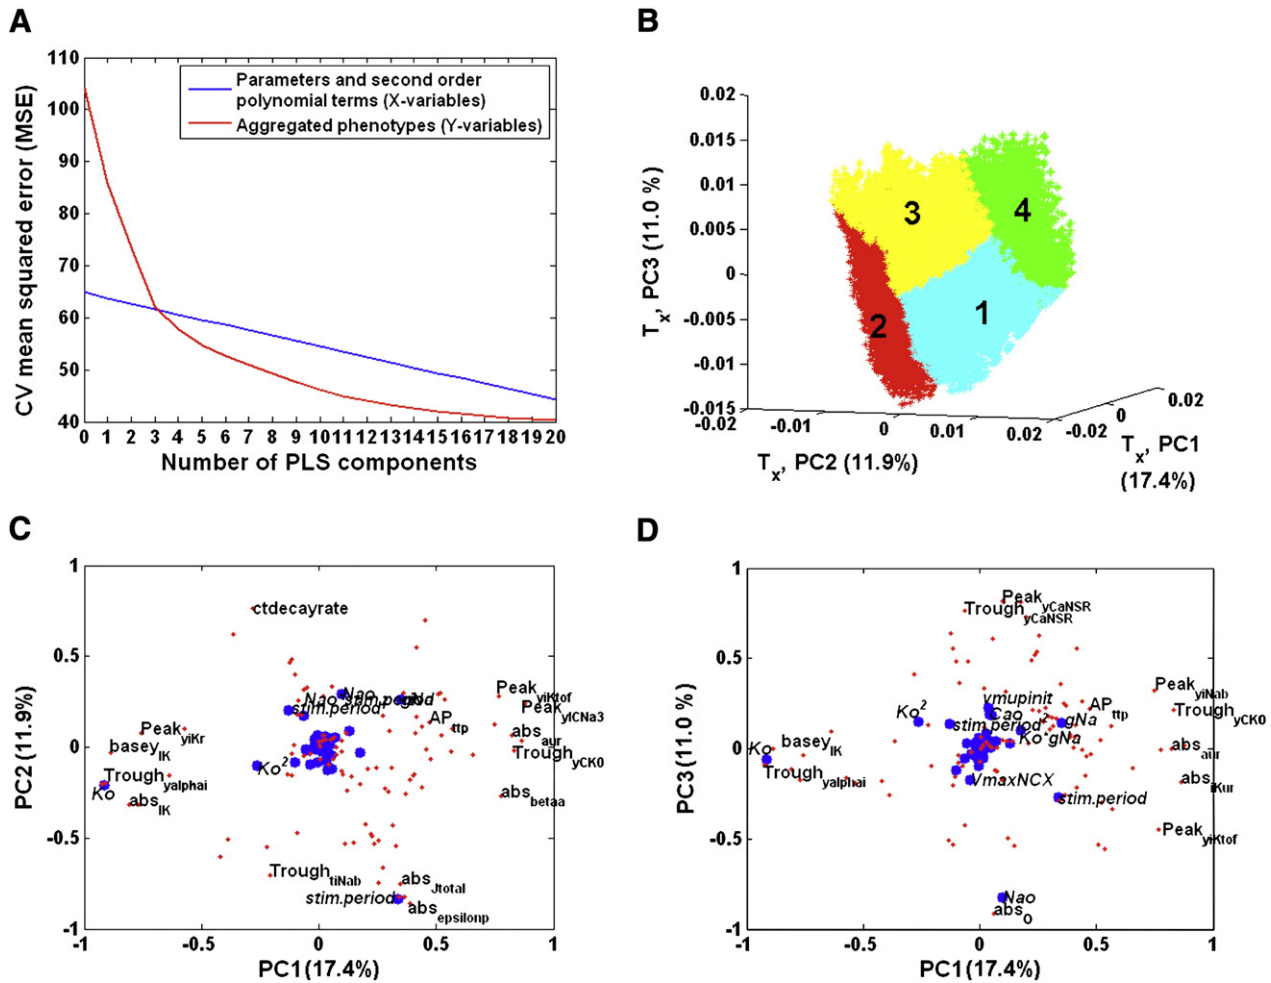 A
110
100
90
80
70
60
50
40
CV mean squared error (MSE)
Parameters and second order
polynomial terms (X-variables)
Aggregated phenotypes (Y-variables)
0 1 2 3 4 5 6 7 8 9 10 11 12 13 14 15 16 17 18 19 20
Number of PLS components
B
0.02
0.015
0.01
0.005
0
-0.005
-0.01
-0.015
Tx, PC3 (11.0 %)
3
4
1
2
-0.02 -0.01 0 0.01 0.02
Tx, PC2 (11.9%)
-0.02 0 0.02
Tx, PC1
(17.4%)
C
1
0.5
0
-0.5
-1
PC2 (11.9%)
ctdecayrate
Nao
Nao*stim.period
stim.period2
Peak yiKtof
Peak yICNa3
AP ttp
abs aur
Trough yCK0
Peak yiKr
basey IK
Ko2
Trough yalphai
Ko
abs IK
abs betaa
Trough tiNab
abs Jtotal
stim.period
abs epsilonp
-1 -0.5 0 0.5 1
PC1 (17.4%)
D
1
0.5
0
-0.5
-1
PC3 (11.0 %)
Peak yCaNSR
Trough yCaNSR
vmupinit
Ko2
Cao
stim.period2
gNa
AP ttp
Peak yiNab
Trough yCK0
Ko*gNa
basey IK
Ko
abs aur
Trough yalphai
VmaxNCX
abs iKur
stim.period
Peak yiKtof
Nao
abs O
-1 -0.5 0 0.5 1
PC1 (17.4%)